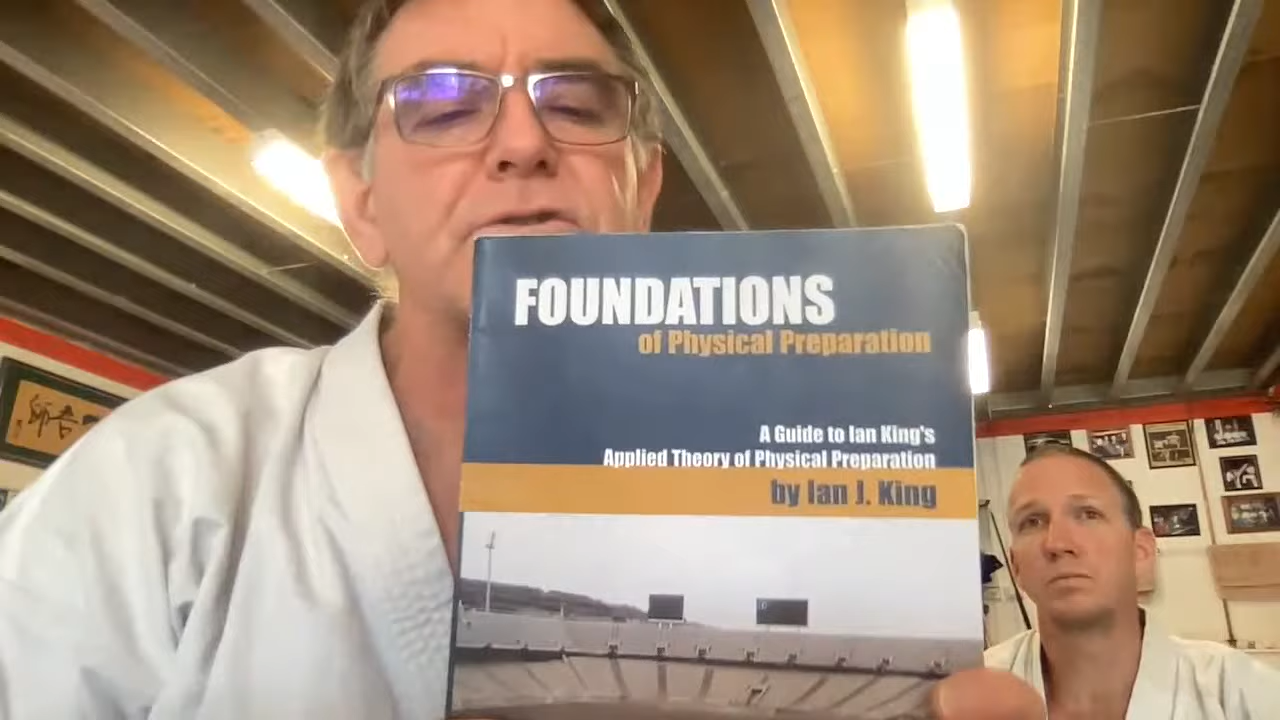 FOUNDATIONS
of Physical Preparation
A Guide to Ian King's
Applied Theory of Physical Preparation
by Ian J. King